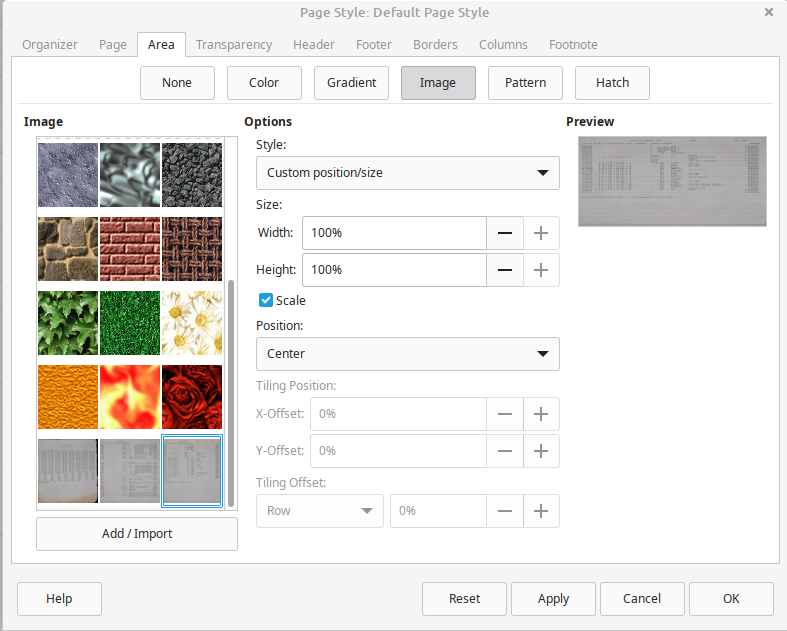 Page Style: Default Page Style
Organizer Page Area Transparency Header Footer Borders Columns Footnote
None Color Gradient Image Pattern Hatch
Image
Add / Import
Options
Style:
Custom position/size
Size:
Width: 100%
Height: 100%
Scale
Position:
Center
Tiling Position:
X-Offset: 0%
Y-Offset: 0%
Tiling Offset:
Row 0%
Preview
Help Reset Apply Cancel OK